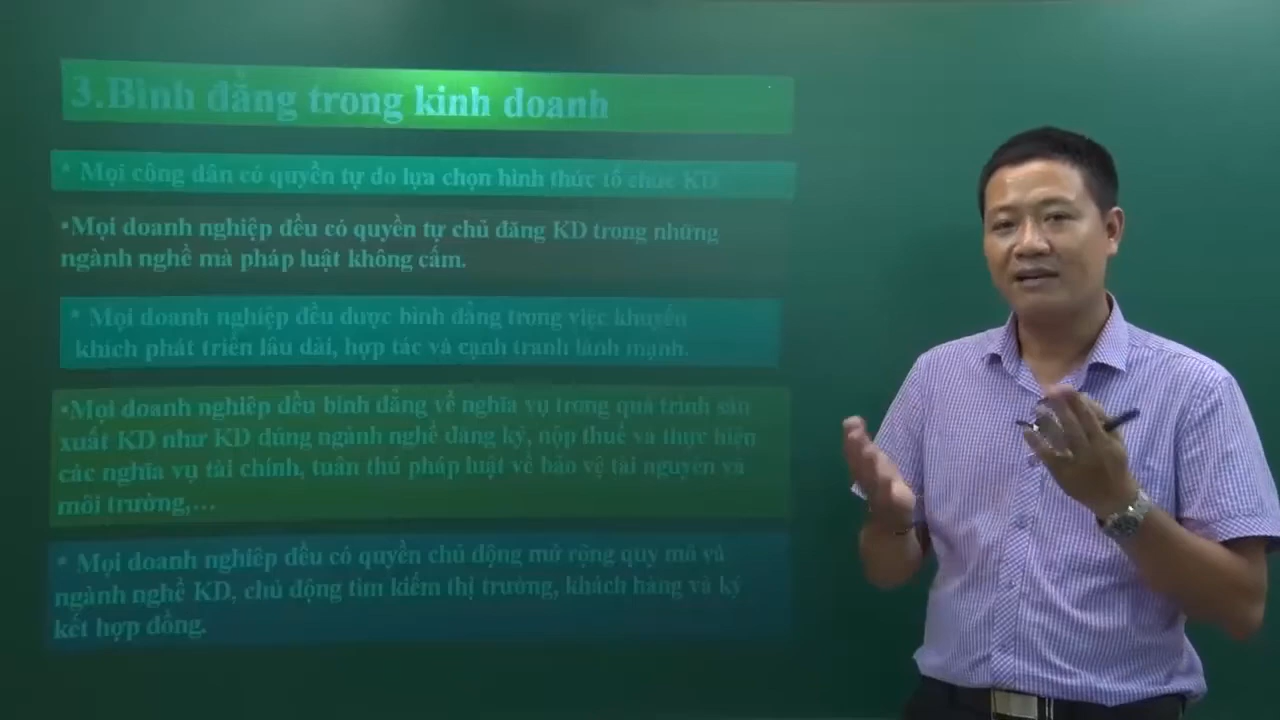 3.Bình đẳng trong kinh doanh
* Mọi công dân có quyền tự do lựa chọn hình thức tổ chức KD
▪Mọi doanh nghiệp đều có quyền tự chủ đăng KD trong những
ngành nghề mà pháp luật không cấm.
* Mọi doanh nghiệp đều được bình đẳng trong việc khuyến
khích phát triển lâu dài, hợp tác và cạnh tranh lành mạnh.
▪Mọi doanh nghiệp đều bình đẳng về nghĩa vụ trong quá trình sản
xuất KD như KD đúng ngành nghề đăng ký, nộp thuế và thực hiện
các nghĩa vụ tài chính, tuân thủ pháp luật về bảo vệ tài nguyên và
môi trường,...
* Mọi doanh nghiệp đều có quyền chủ động mở rộng quy mô và
ngành nghề KD, chủ động tìm kiếm thị trường, khách hàng và ký
kết hợp đồng.